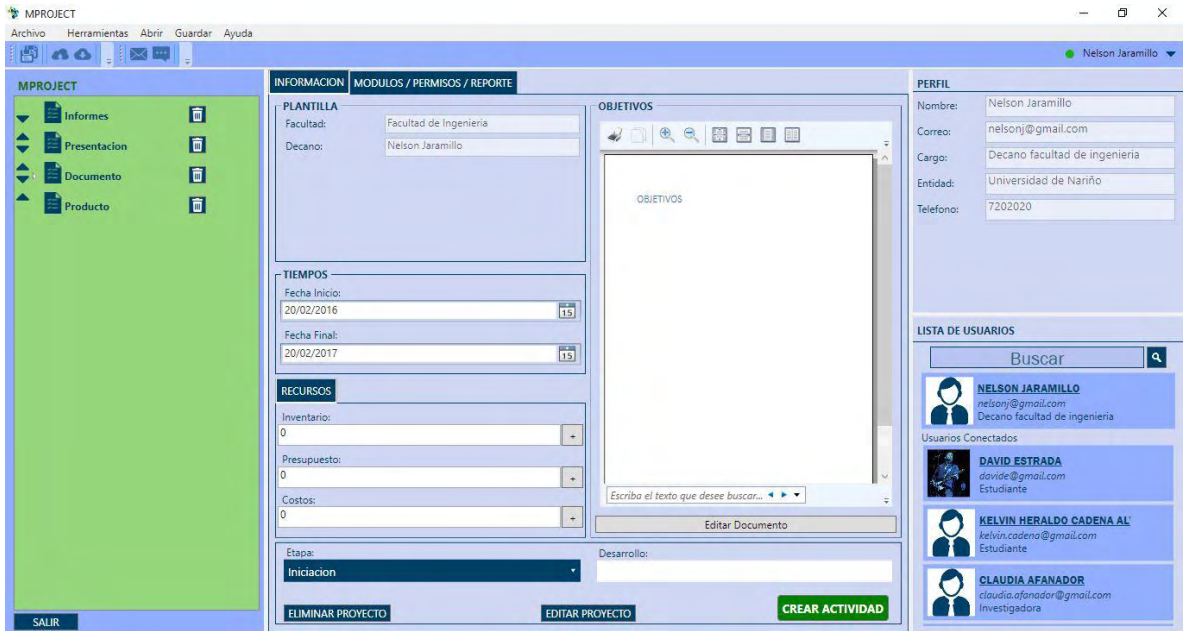 MPROJECT
Archivo Herramientas Abrir Guardar Ayuda
Nelson Jaramillo
MPROJECT
Informes
Presentacion
Documento
Producto
SALIR
INFORMACION MODULOS / PERMISOS / REPORTE
PLANTILLA
Facultad: Facultad de Ingenieria
Decano: Nelson Jaramillo
TIEMPOS
Fecha Inicio:
20/02/2016
15
Fecha Final:
20/02/2017
15
RECURSOS
Inventario:
0
+
Presupuesto:
0
+
Costos:
0
+
OBJETIVOS
OBJETIVOS
Escriba el texto que desee buscar...
Editar Documento
Etapa:
Iniciacion
Desarrollo:
ELIMINAR PROYECTO EDITAR PROYECTO CREAR ACTIVIDAD
PERFIL
Nombre: Nelson Jaramillo
Correo: nelsonj@gmail.com
Cargo: Decano facultad de ingenieria
Entidad: Universidad de Nariño
Telefono: 7202020
LISTA DE USUARIOS
Buscar
NELSON JARAMILLO
nelsonj@gmail.com
Decano facultad de ingenieria
Usuarios Conectados
DAVID ESTRADA
davide@gmail.com
Estudiante
KELVIN HERALDO CADENA AL
kelvin.cadena@gmail.com
Estudiante
CLAUDIA AFANADOR
claudia.afanador@gmail.com
Investigadora